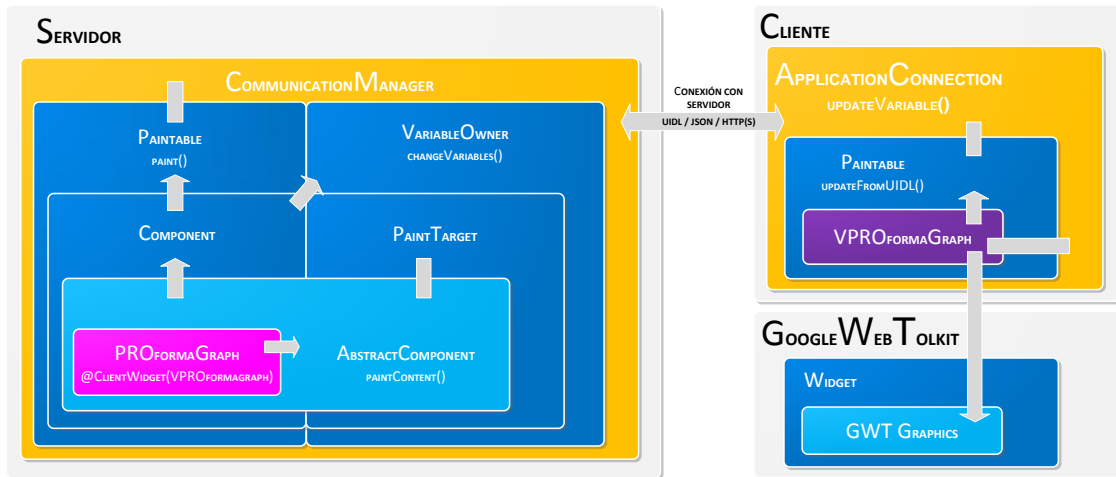 Servidor
CommunicationManager
Paintable
paint()
VariableOwner
changeVariables()
Component
PaintTarget
PROformaGraph
@ClientWidget(VPROformagraph)
AbstractComponent
paintContent()
Conexión con
servidor
UIDL / JSON / HTTP(S)
Cliente
ApplicationConnection
updateVariable()
Paintable
updateFromUIDL()
VPROformaGraph
GoogleWebTolkit
Widget
GWT Graphics